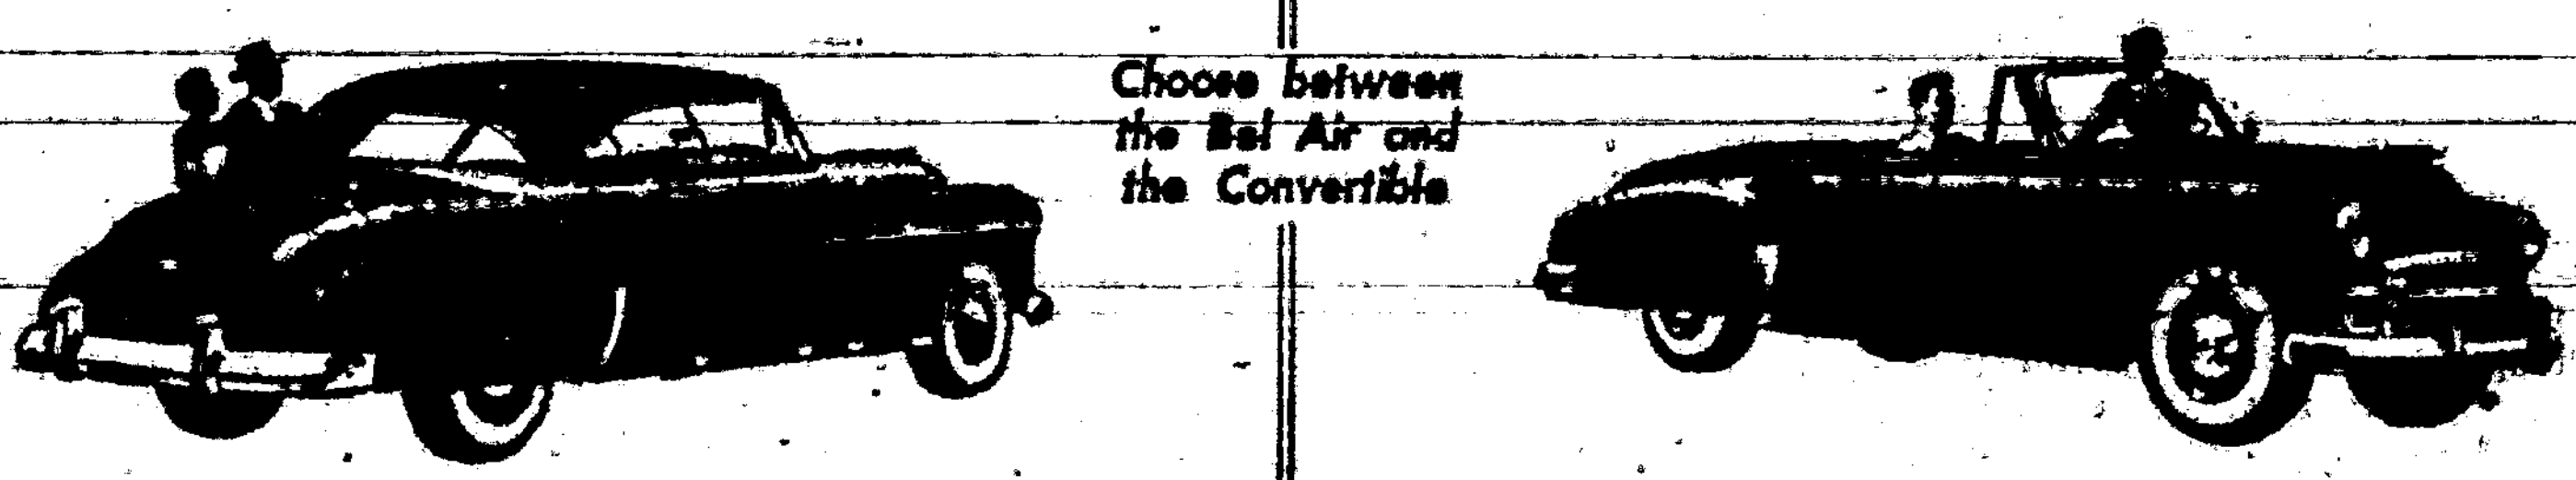 Choose between
the Bel Air and
the Convertible